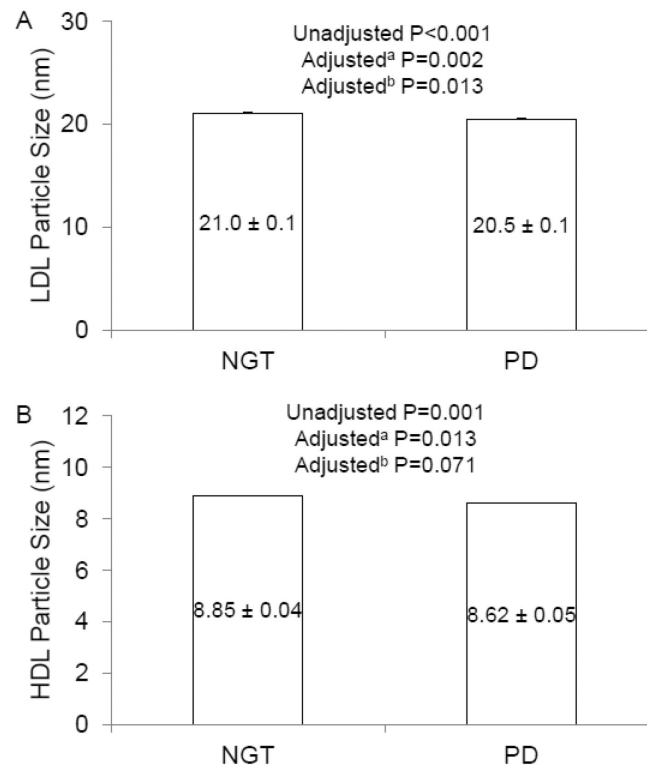 A
Unadjusted P<0.001
Adjustedᵃ P=0.002
Adjustedᵇ P=0.013
LDL Particle Size (nm)
30
20
10
0
21.0 ± 0.1
20.5 ± 0.1
NGT
PD
B
Unadjusted P=0.001
Adjustedᵃ P=0.013
Adjustedᵇ P=0.071
HDL Particle Size (nm)
12
10
8
6
4
2
0
8.85 ± 0.04
8.62 ± 0.05
NGT
PD